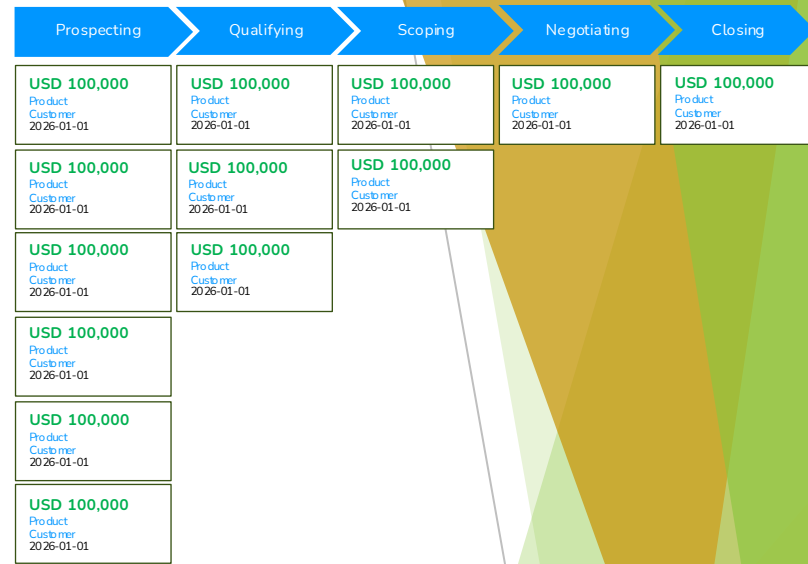 Prospecting
Qualifying
Scoping
Negotiating
Closing
USD 100,000
Product
Customer
2026-01-01
USD 100,000
Product
Customer
2026-01-01
USD 100,000
Product
Customer
2026-01-01
USD 100,000
Product
Customer
2026-01-01
USD 100,000
Product
Customer
2026-01-01
USD 100,000
Product
Customer
2026-01-01
USD 100,000
Product
Customer
2026-01-01
USD 100,000
Product
Customer
2026-01-01
USD 100,000
Product
Customer
2026-01-01
USD 100,000
Product
Customer
2026-01-01
USD 100,000
Product
Customer
2026-01-01
USD 100,000
Product
Customer
2026-01-01
USD 100,000
Product
Customer
2026-01-01